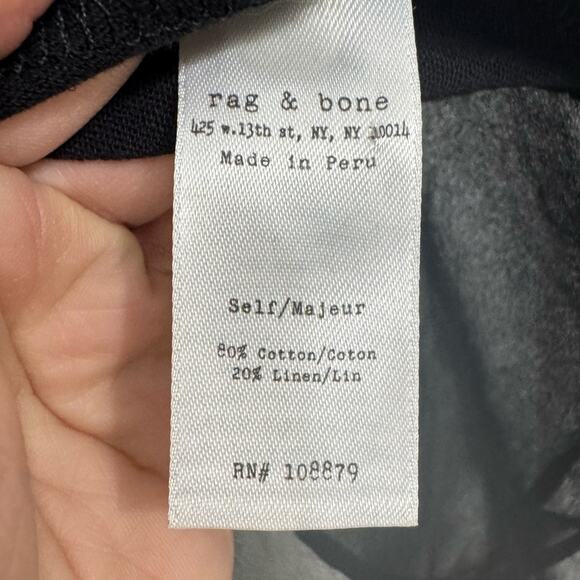 rag & bone
425 w.13th st, NY, NY 10014
Made in Peru
Self/Majeur
80% Cotton/Coton
20% Linen/Lin
RN# 108879